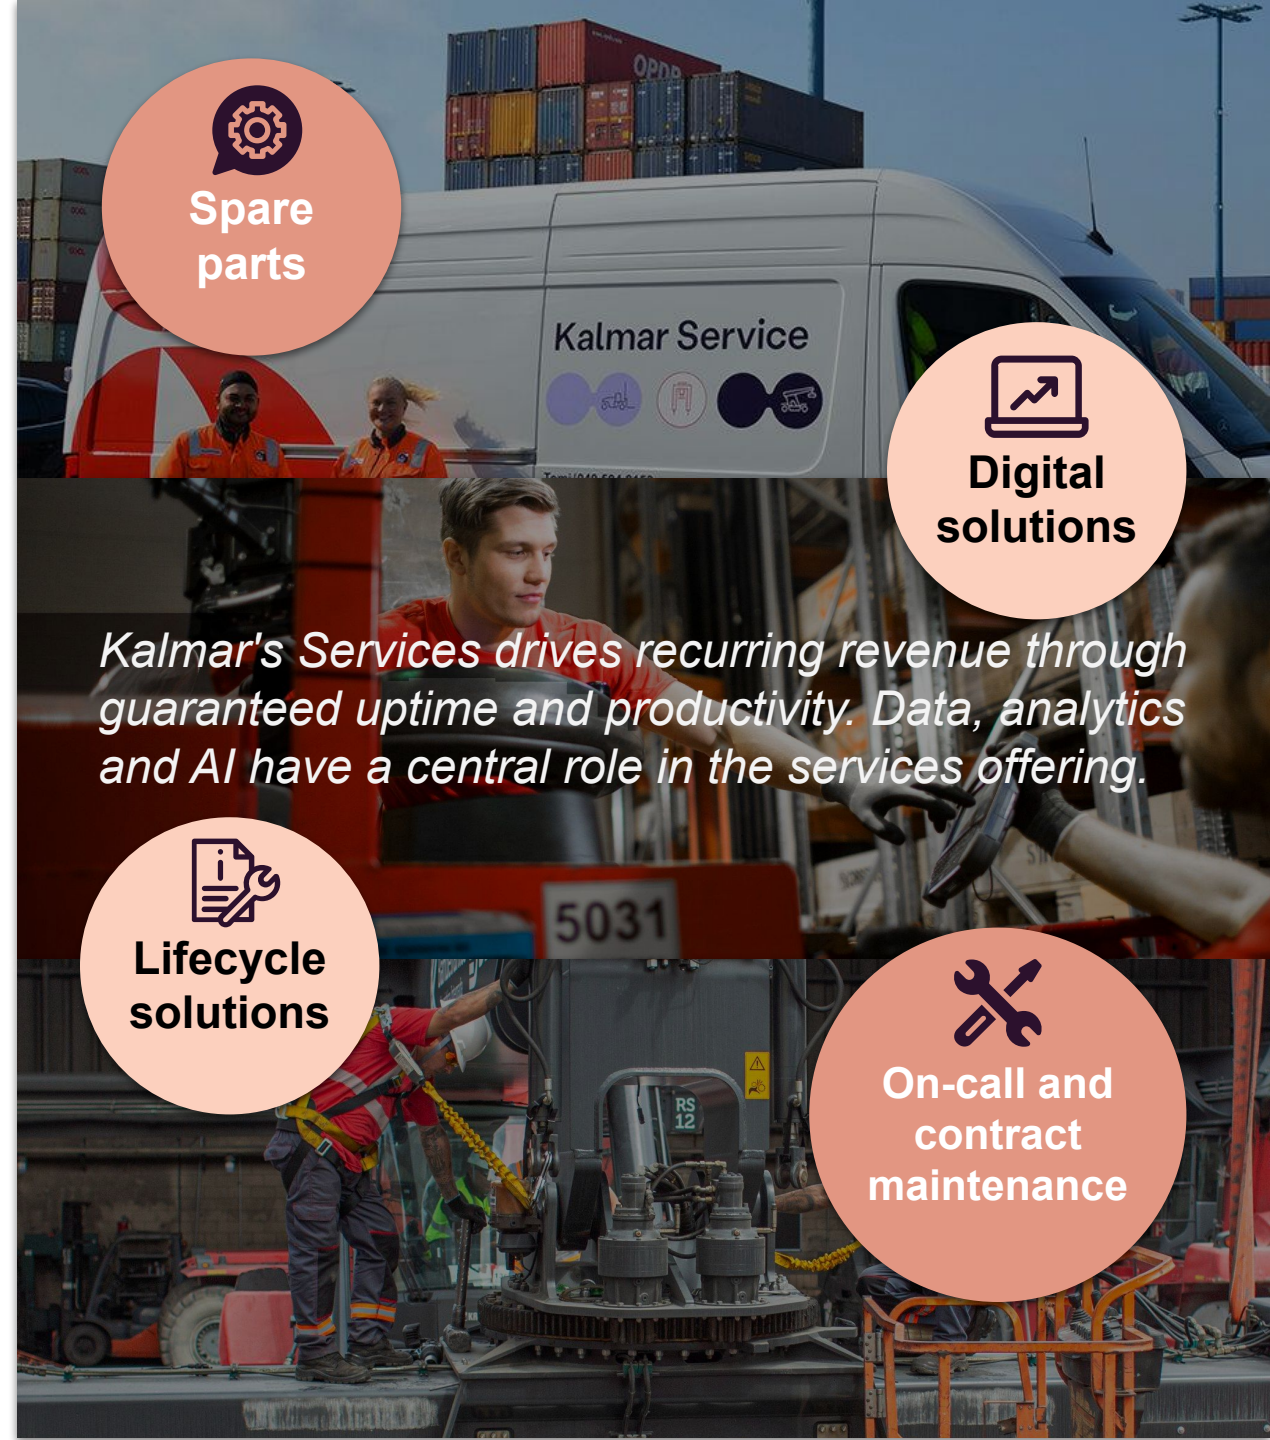 OPDR
Spare
parts
Kalmar Service
Digital
solutions
Kalmar's Services drives recurring revenue through
guaranteed uptime and productivity. Data, analytics
and AI have a central role in the services offering.
5031
Lifecycle
solutions
RS
12
On-call and
contract
maintenance